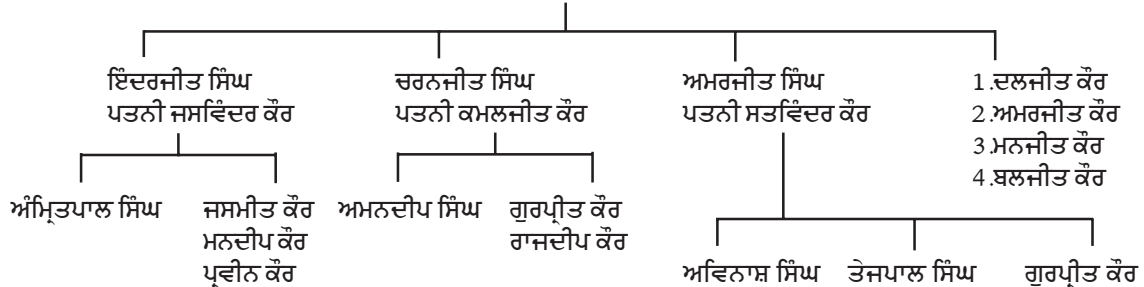 ਇੰਦਰਜੀਤ ਸਿੰਘ
ਪਤਨੀ ਜਸਵਿੰਦਰ ਕੌਰ
ਚਰਨਜੀਤ ਸਿੰਘ
ਪਤਨੀ ਕਮਲਜੀਤ ਕੌਰ
ਅਮਰਜੀਤ ਸਿੰਘ
ਪਤਨੀ ਸਤਵਿੰਦਰ ਕੌਰ
1.ਦਲਜੀਤ ਕੌਰ
2.ਅਮਰਜੀਤ ਕੌਰ
3.ਮਨਜੀਤ ਕੌਰ
4.ਬਲਜੀਤ ਕੌਰ
ਅੰਮ੍ਰਿਤਪਾਲ ਸਿੰਘ
ਜਸਮੀਤ ਕੌਰ
ਮਨਦੀਪ ਕੌਰ
ਪ੍ਰਵੀਨ ਕੌਰ
ਅਮਨਦੀਪ ਸਿੰਘ
ਗੁਰਪ੍ਰੀਤ ਕੌਰ
ਰਾਜਦੀਪ ਕੌਰ
ਅਵਿਨਾਸ਼ ਸਿੰਘ
ਤੇਜਪਾਲ ਸਿੰਘ
ਗੁਰਪ੍ਰੀਤ ਕੌਰ